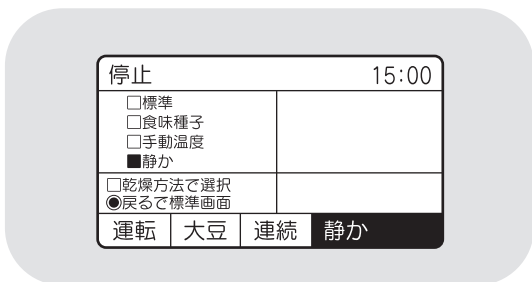 停止 15:00
□標準
□食味種子
□手動温度
■静か
□乾燥方法で選択
◉戻るで標準画面
運転 大豆 連続 静か